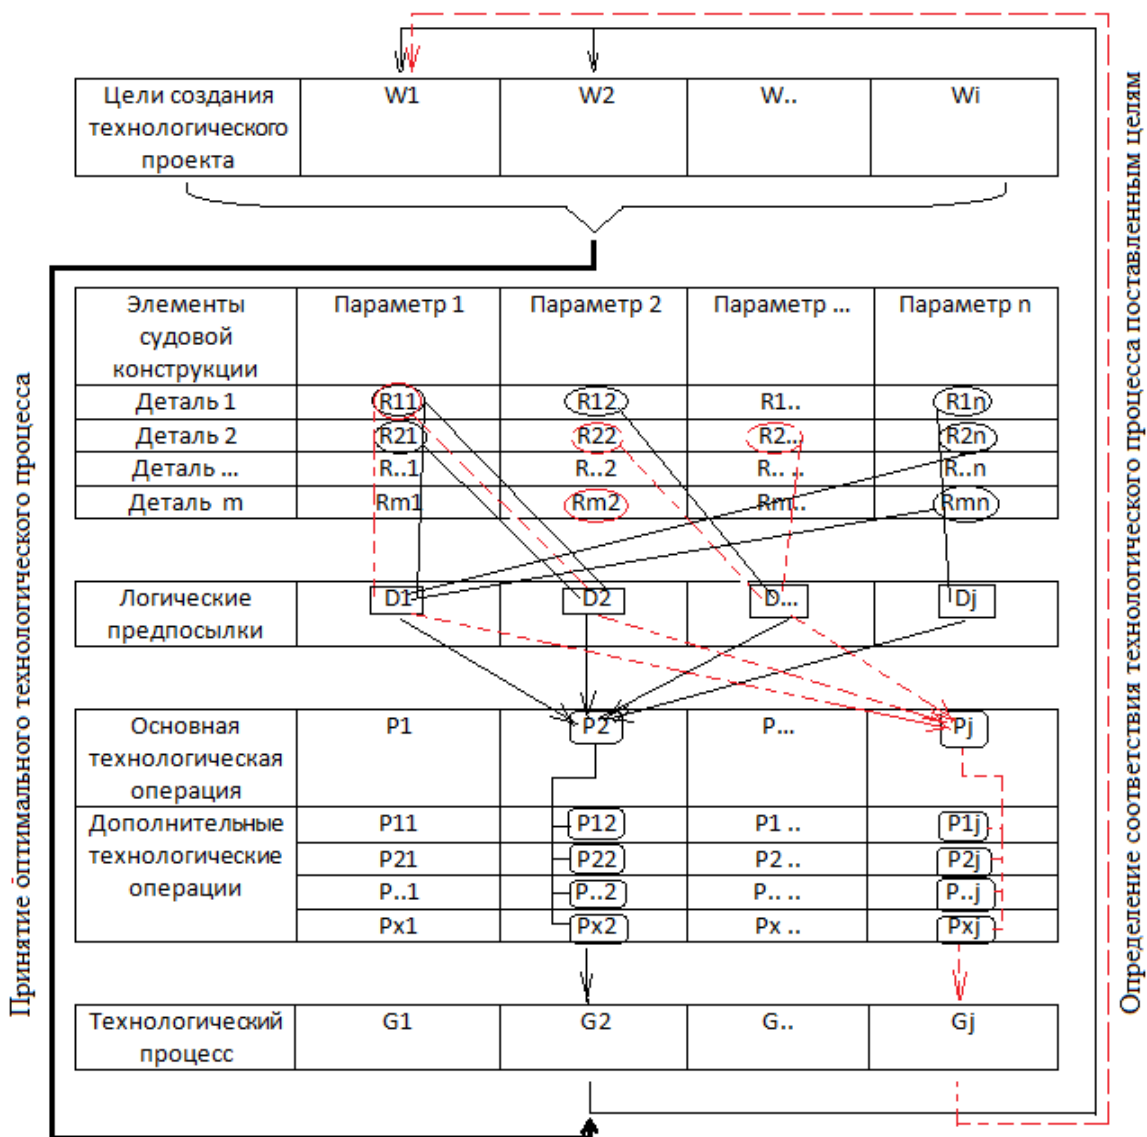 Цели создания
технологического
проекта
W1
W2
W..
Wi
Элементы
судовой
конструкции
Параметр 1
Параметр 2
Параметр ...
Параметр n
Деталь 1
R11
R12
R1..
R1n
Деталь 2
R21
R22
R2..
R2n
Деталь ...
R..1
R..2
R.. ..
R..n
Деталь m
Rm1
Rm2
Rm..
Rmn
Логические
предпосылки
D1
D2
D...
Dj
Основная
технологическая
операция
P1
P2
P...
Pj
Дополнительные
технологические
операции
P11
P12
P1 ..
P1j
P21
P22
P2 ..
P2j
P..1
P..2
P.. ..
P..j
Px1
Px2
Px ..
Pxj
Технологический
процесс
G1
G2
G..
Gj
Принятие оптимального технологического процесса
Определение соответствия технологического процесса поставленным целям